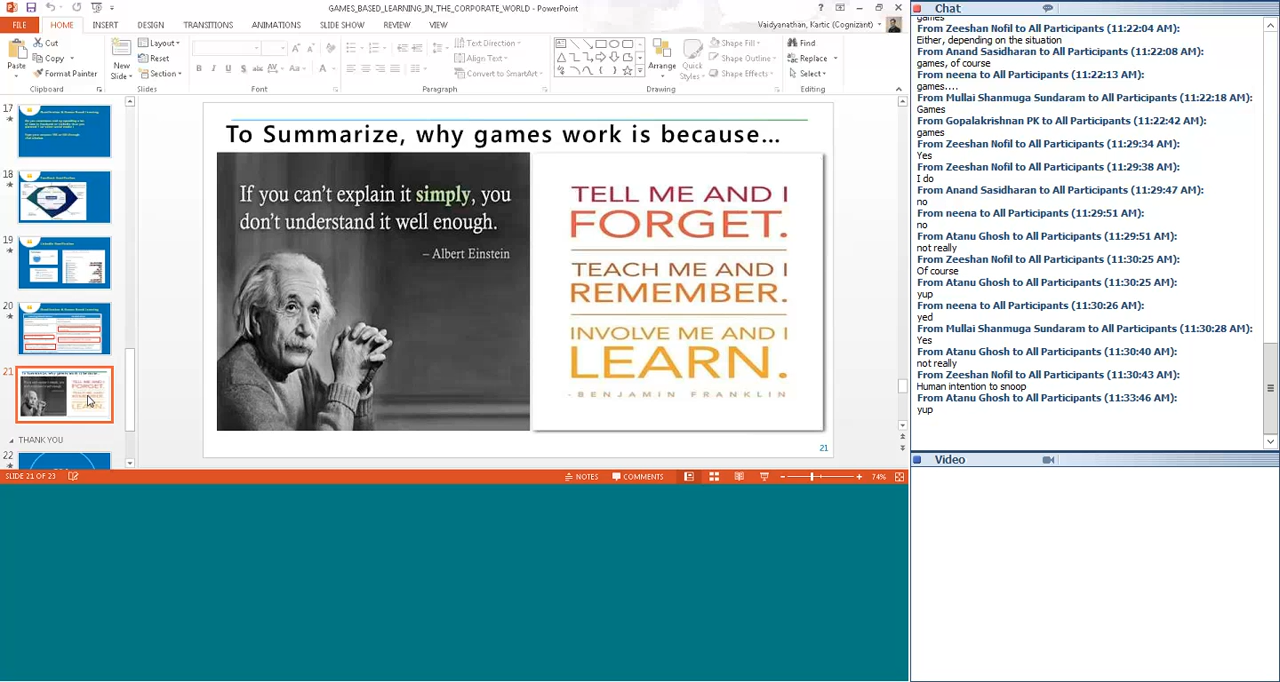 GAMES_BASED_LEARNING_IN_THE_CORPORATE_WORLD - PowerPoint
FILE HOME INSERT DESIGN TRANSITIONS ANIMATIONS SLIDE SHOW REVIEW VIEW
Vaidyanathan, Kartic (Cognizant)
Paste
Cut
Copy
Format Painter
Clipboard
New
Slide
Layout
Reset
Section
Slides
Font
Text Direction
Align Text
Convert to SmartArt
Paragraph
Arrange
Quick
Styles
Shape Fill
Shape Outline
Shape Effects
Drawing
Find
Replace
Select
Editing
17
18
19
20
21
THANK YOU
22
To Summarize, why games work is because...
If you can't explain it simply, you
don't understand it well enough.
– Albert Einstein
TELL ME AND I
FORGET.
TEACH ME AND I
REMEMBER.
INVOLVE ME AND I
LEARN.
- BENJAMIN FRANKLIN
21
SLIDE 21 OF 23
NOTES
COMMENTS
74%
Chat
games
From Zeeshan Nofil to All Participants (11:22:04 AM):
Either, depending on the situation
From Anand Sasidharan to All Participants (11:22:08 AM):
games, of course
From neena to All Participants (11:22:13 AM):
games....
From Mullai Shanmuga Sundaram to All Participants (11:22:18 AM):
Games
From Gopalakrishnan PK to All Participants (11:22:42 AM):
games
From Zeeshan Nofil to All Participants (11:29:34 AM):
Yes
From Zeeshan Nofil to All Participants (11:29:38 AM):
I do
From Anand Sasidharan to All Participants (11:29:47 AM):
no
From neena to All Participants (11:29:51 AM):
no
From Atanu Ghosh to All Participants (11:29:51 AM):
not really
From Zeeshan Nofil to All Participants (11:30:25 AM):
Of course
From Atanu Ghosh to All Participants (11:30:25 AM):
yup
From neena to All Participants (11:30:26 AM):
yed
From Mullai Shanmuga Sundaram to All Participants (11:30:28 AM):
Yes
From Atanu Ghosh to All Participants (11:30:40 AM):
not really
From Zeeshan Nofil to All Participants (11:30:43 AM):
Human intention to snoop
From Atanu Ghosh to All Participants (11:33:46 AM):
yup
Video